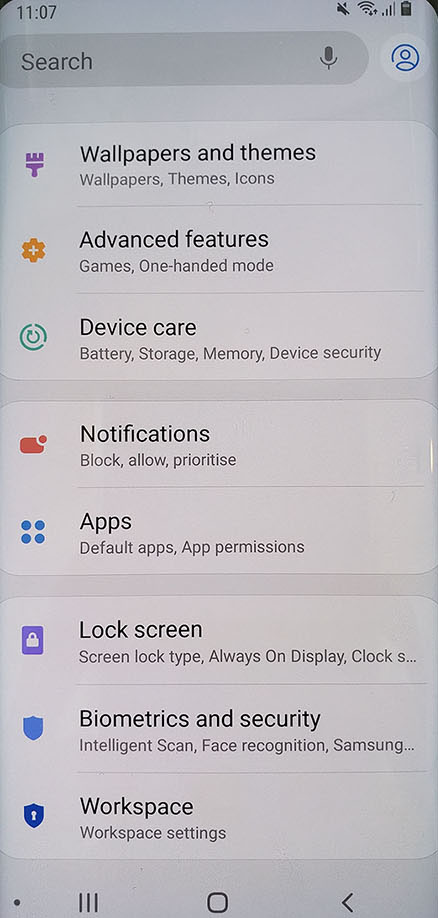 11:07
Search
Wallpapers and themes
Wallpapers, Themes, Icons
Advanced features
Games, One-handed mode
Device care
Battery, Storage, Memory, Device security
Notifications
Block, allow, prioritise
Apps
Default apps, App permissions
Lock screen
Screen lock type, Always On Display, Clock s...
Biometrics and security
Intelligent Scan, Face recognition, Samsung...
Workspace
Workspace settings